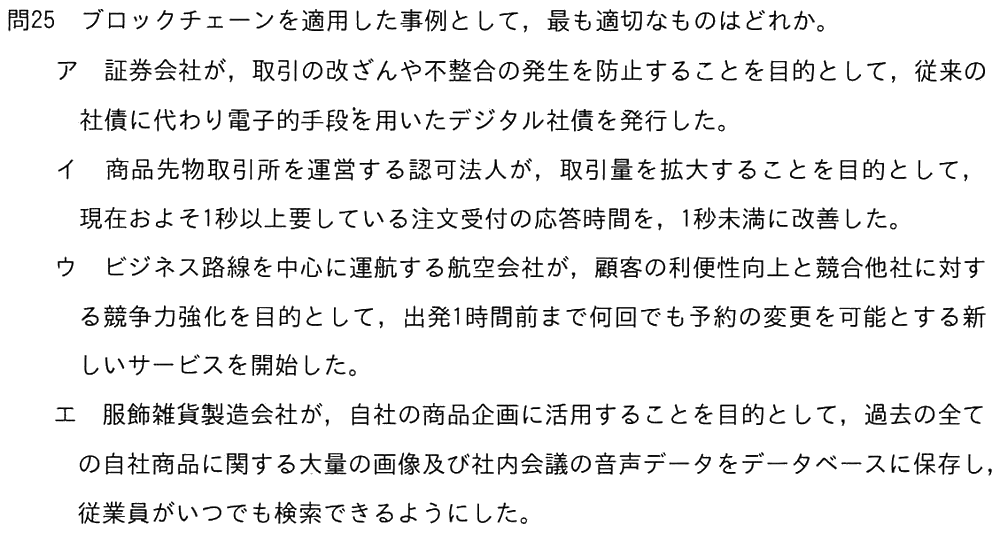 問25　ブロックチェーンを適用した事例として，最も適切なものはどれか。
ア　証券会社が，取引の改ざんや不整合の発生を防止することを目的として，従来の
社債に代わり電子的手段を用いたデジタル社債を発行した。
イ　商品先物取引所を運営する認可法人が，取引量を拡大することを目的として，
現在およそ1秒以上要している注文受付の応答時間を，1秒未満に改善した。
ウ　ビジネス路線を中心に運航する航空会社が，顧客の利便性向上と競合他社に対す
る競争力強化を目的として，出発1時間前まで何回でも予約の変更を可能とする新
しいサービスを開始した。
エ　服飾雑貨製造会社が，自社の商品企画に活用することを目的として，過去の全て
の自社商品に関する大量の画像及び社内会議の音声データをデータベースに保存し，
従業員がいつでも検索できるようにした。